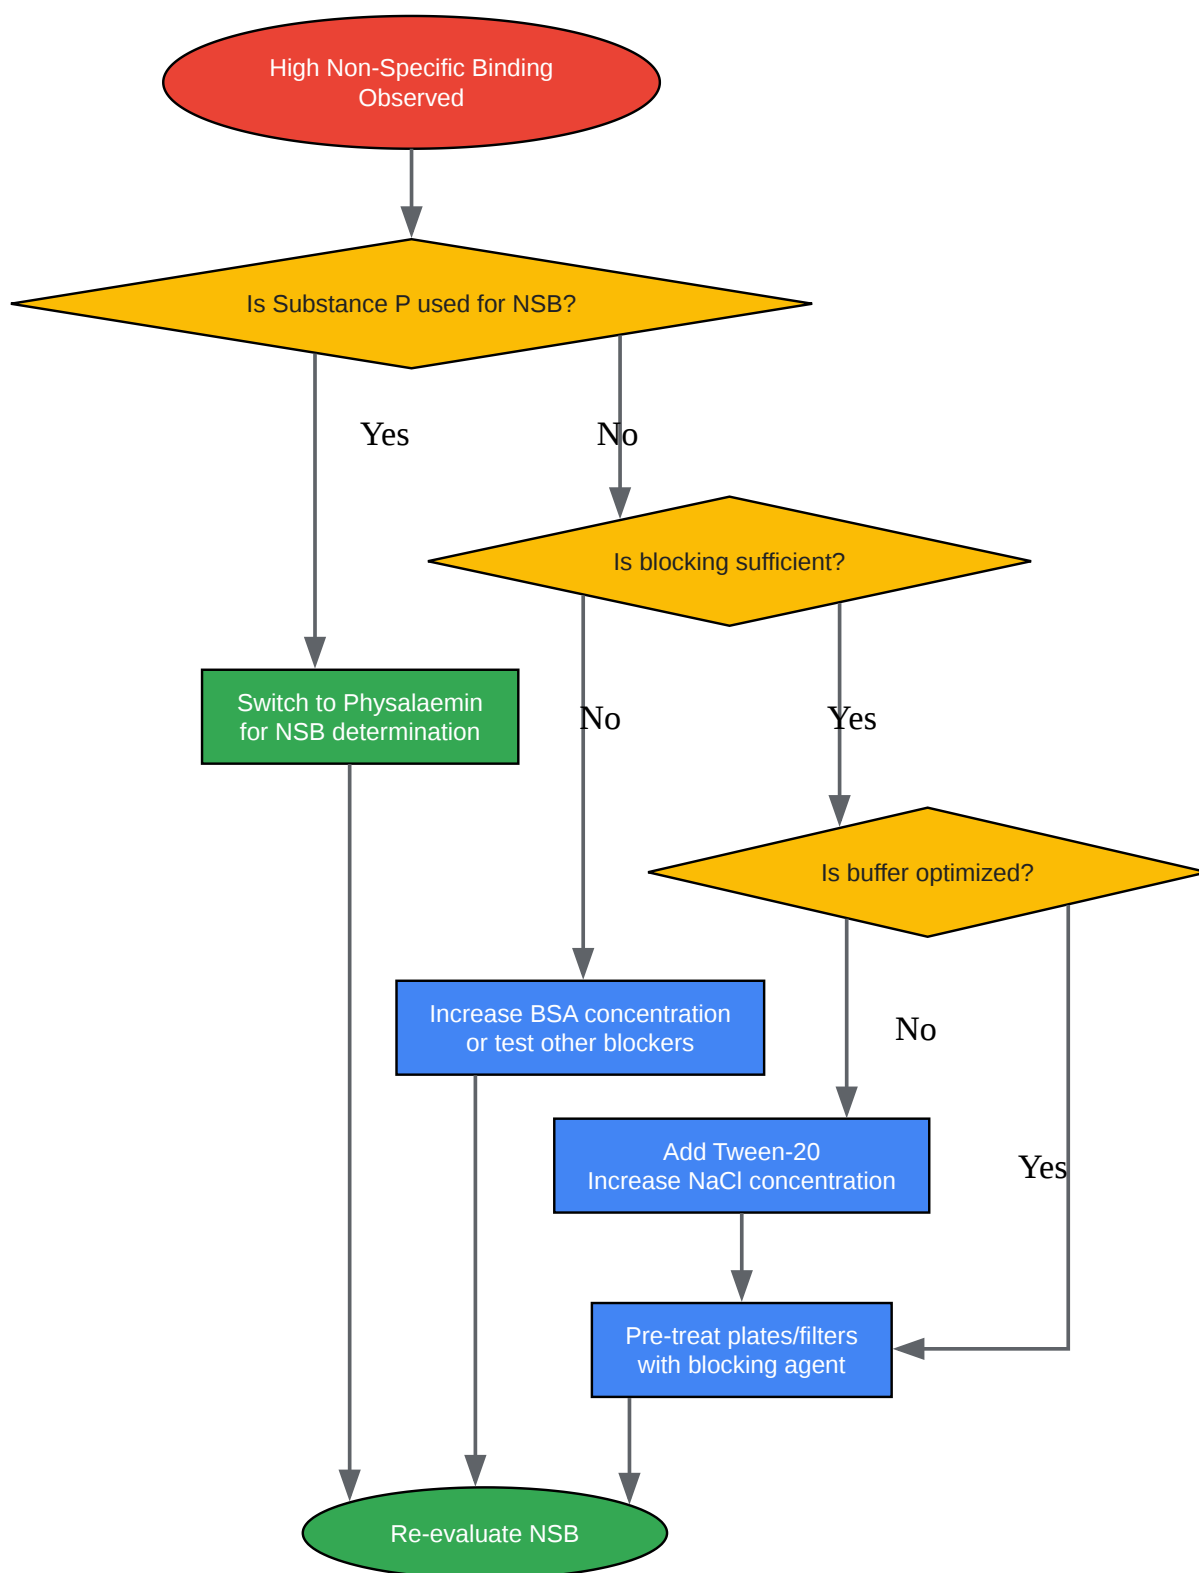 High Non-Specific Binding
Observed
Is Substance P used for NSB?
Yes
No
Is blocking sufficient?
Switch to Physalaemin
for NSB determination
No
Yes
Is buffer optimized?
Increase BSA concentration
or test other blockers
No
Add Tween-20
Increase NaCl concentration
Yes
Pre-treat plates/filters
with blocking agent
Re-evaluate NSB